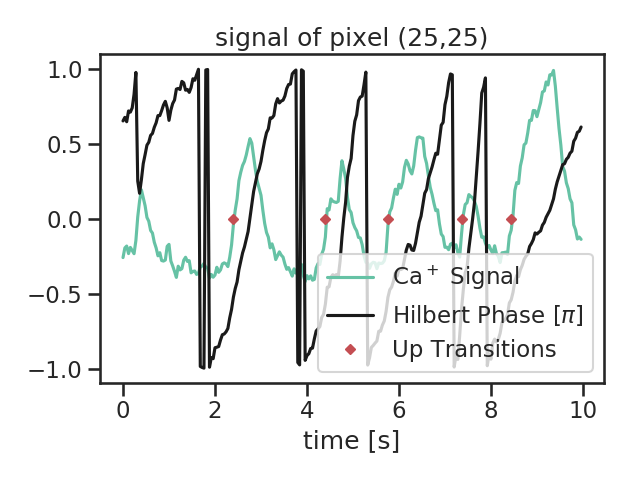 signal of pixel (25,25)
1.0
0.5
0.0
−0.5
−1.0
Ca⁺ Signal
Hilbert Phase [π]
Up Transitions
0 2 4 6 8 10
time [s]